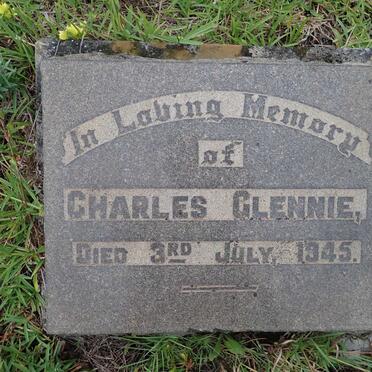 In Loving Memory
of
CHARLES GLENNIE,
DIED 3RD JULY, 1945.